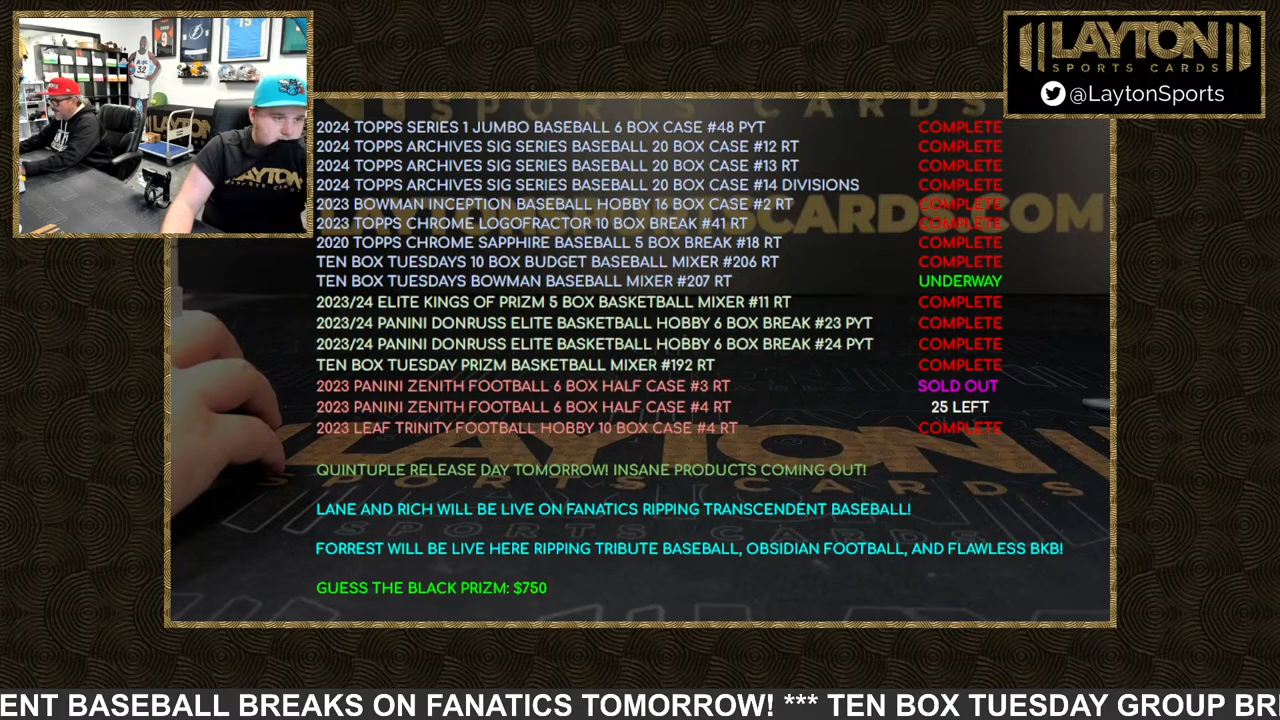 LAYTON
SPORTS CARDS
@LaytonSports
2024 TOPPS SERIES 1 JUMBO BASEBALL 6 BOX CASE #48 PYT COMPLETE
2024 TOPPS ARCHIVES SIG SERIES BASEBALL 20 BOX CASE #12 RT COMPLETE
2024 TOPPS ARCHIVES SIG SERIES BASEBALL 20 BOX CASE #13 RT COMPLETE
2024 TOPPS ARCHIVES SIG SERIES BASEBALL 20 BOX CASE #14 DIVISIONS COMPLETE
2023 BOWMAN INCEPTION BASEBALL HOBBY 16 BOX CASE #2 RT COMPLETE
2023 TOPPS CHROME LOGOFRACTOR 10 BOX BREAK #41 RT COMPLETE
2020 TOPPS CHROME SAPPHIRE BASEBALL 5 BOX BREAK #18 RT COMPLETE
TEN BOX TUESDAYS 10 BOX BUDGET BASEBALL MIXER #206 RT COMPLETE
TEN BOX TUESDAYS BOWMAN BASEBALL MIXER #207 RT UNDERWAY
2023/24 ELITE KINGS OF PRIZM 5 BOX BASKETBALL MIXER #11 RT COMPLETE
2023/24 PANINI DONRUSS ELITE BASKETBALL HOBBY 6 BOX BREAK #23 PYT COMPLETE
2023/24 PANINI DONRUSS ELITE BASKETBALL HOBBY 6 BOX BREAK #24 PYT COMPLETE
TEN BOX TUESDAY PRIZM BASKETBALL MIXER #192 RT COMPLETE
2023 PANINI ZENITH FOOTBALL 6 BOX HALF CASE #3 RT SOLD OUT
2023 PANINI ZENITH FOOTBALL 6 BOX HALF CASE #4 RT 25 LEFT
2023 LEAF TRINITY FOOTBALL HOBBY 10 BOX CASE #4 RT COMPLETE
QUINTUPLE RELEASE DAY TOMORROW! INSANE PRODUCTS COMING OUT!
LANE AND RICH WILL BE LIVE ON FANATICS RIPPING TRANSCENDENT BASEBALL!
FORREST WILL BE LIVE HERE RIPPING TRIBUTE BASEBALL, OBSIDIAN FOOTBALL, AND FLAWLESS BKB!
GUESS THE BLACK PRIZM: $750
ENT BASEBALL BREAKS ON FANATICS TOMORROW! *** TEN BOX TUESDAY GROUP BR